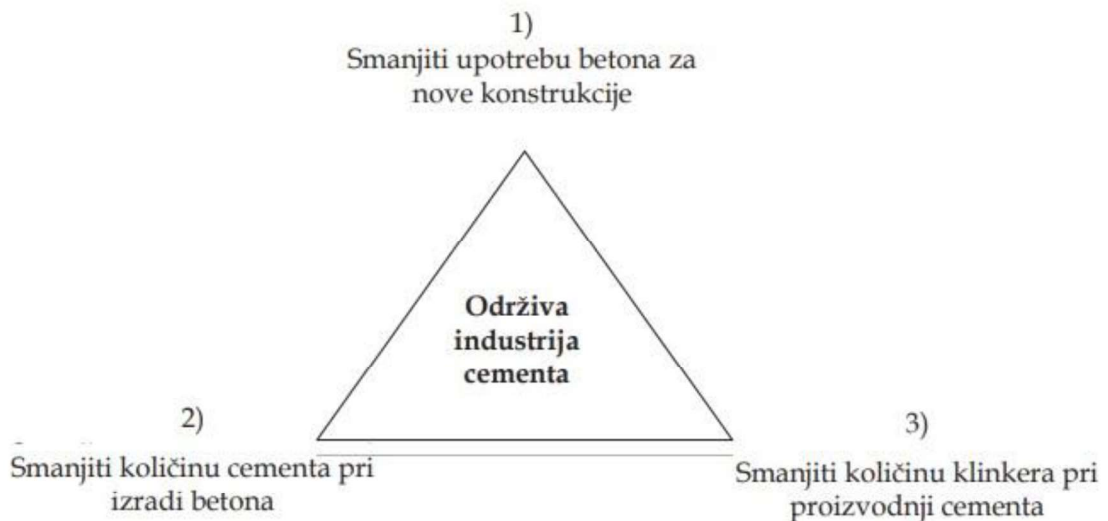 1)
Smanjiti upotrebu betona za
nove konstrukcije
Održiva
industrija
cementa
2)
Smanjiti količinu cementa pri
izradi betona
3)
Smanjiti količinu klinkera pri
proizvodnji cementa